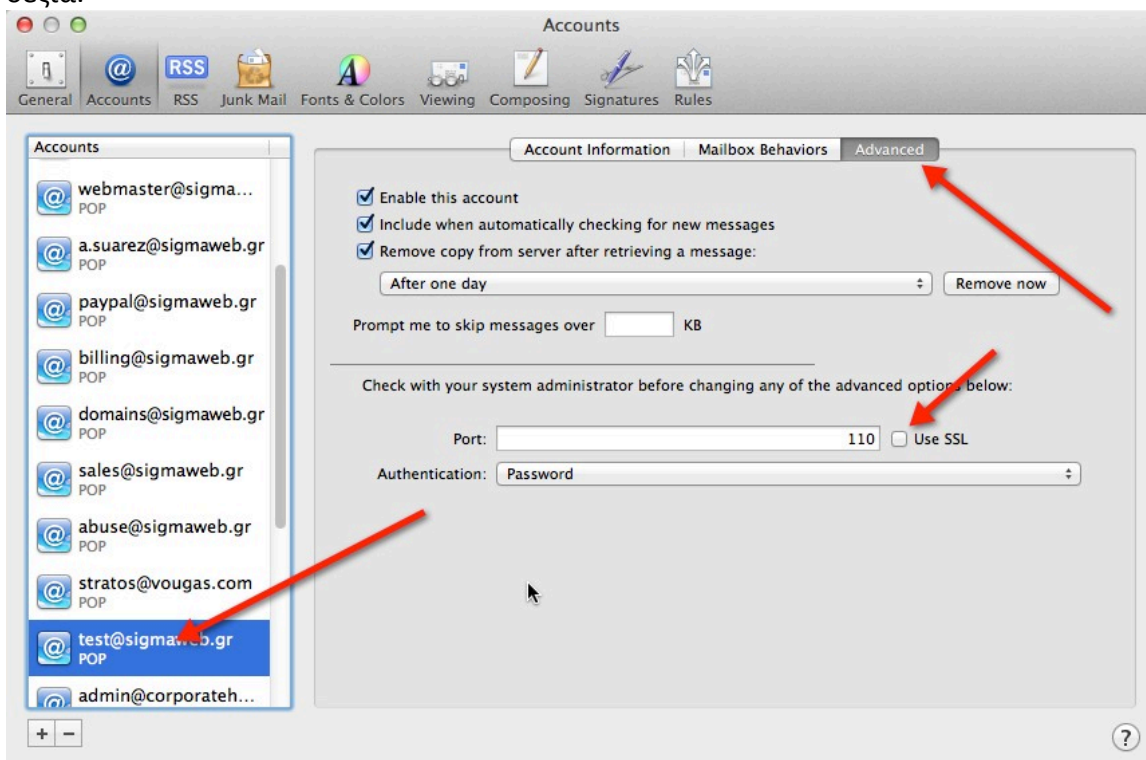 δεξιά.
Accounts
General Accounts RSS Junk Mail Fonts & Colors Viewing Composing Signatures Rules
RSS
Accounts
webmaster@sigma...
POP
a.suarez@sigmaweb.gr
POP
paypal@sigmaweb.gr
POP
billing@sigmaweb.gr
POP
domains@sigmaweb.gr
POP
sales@sigmaweb.gr
POP
abuse@sigmaweb.gr
POP
stratos@vougas.com
POP
test@sigmaweb.gr
POP
admin@corporateh...
Account Information Mailbox Behaviors Advanced
Enable this account
Include when automatically checking for new messages
Remove copy from server after retrieving a message:
After one day Remove now
Prompt me to skip messages over KB
Check with your system administrator before changing any of the advanced options below:
Port: 110 Use SSL
Authentication: Password
+ − ?